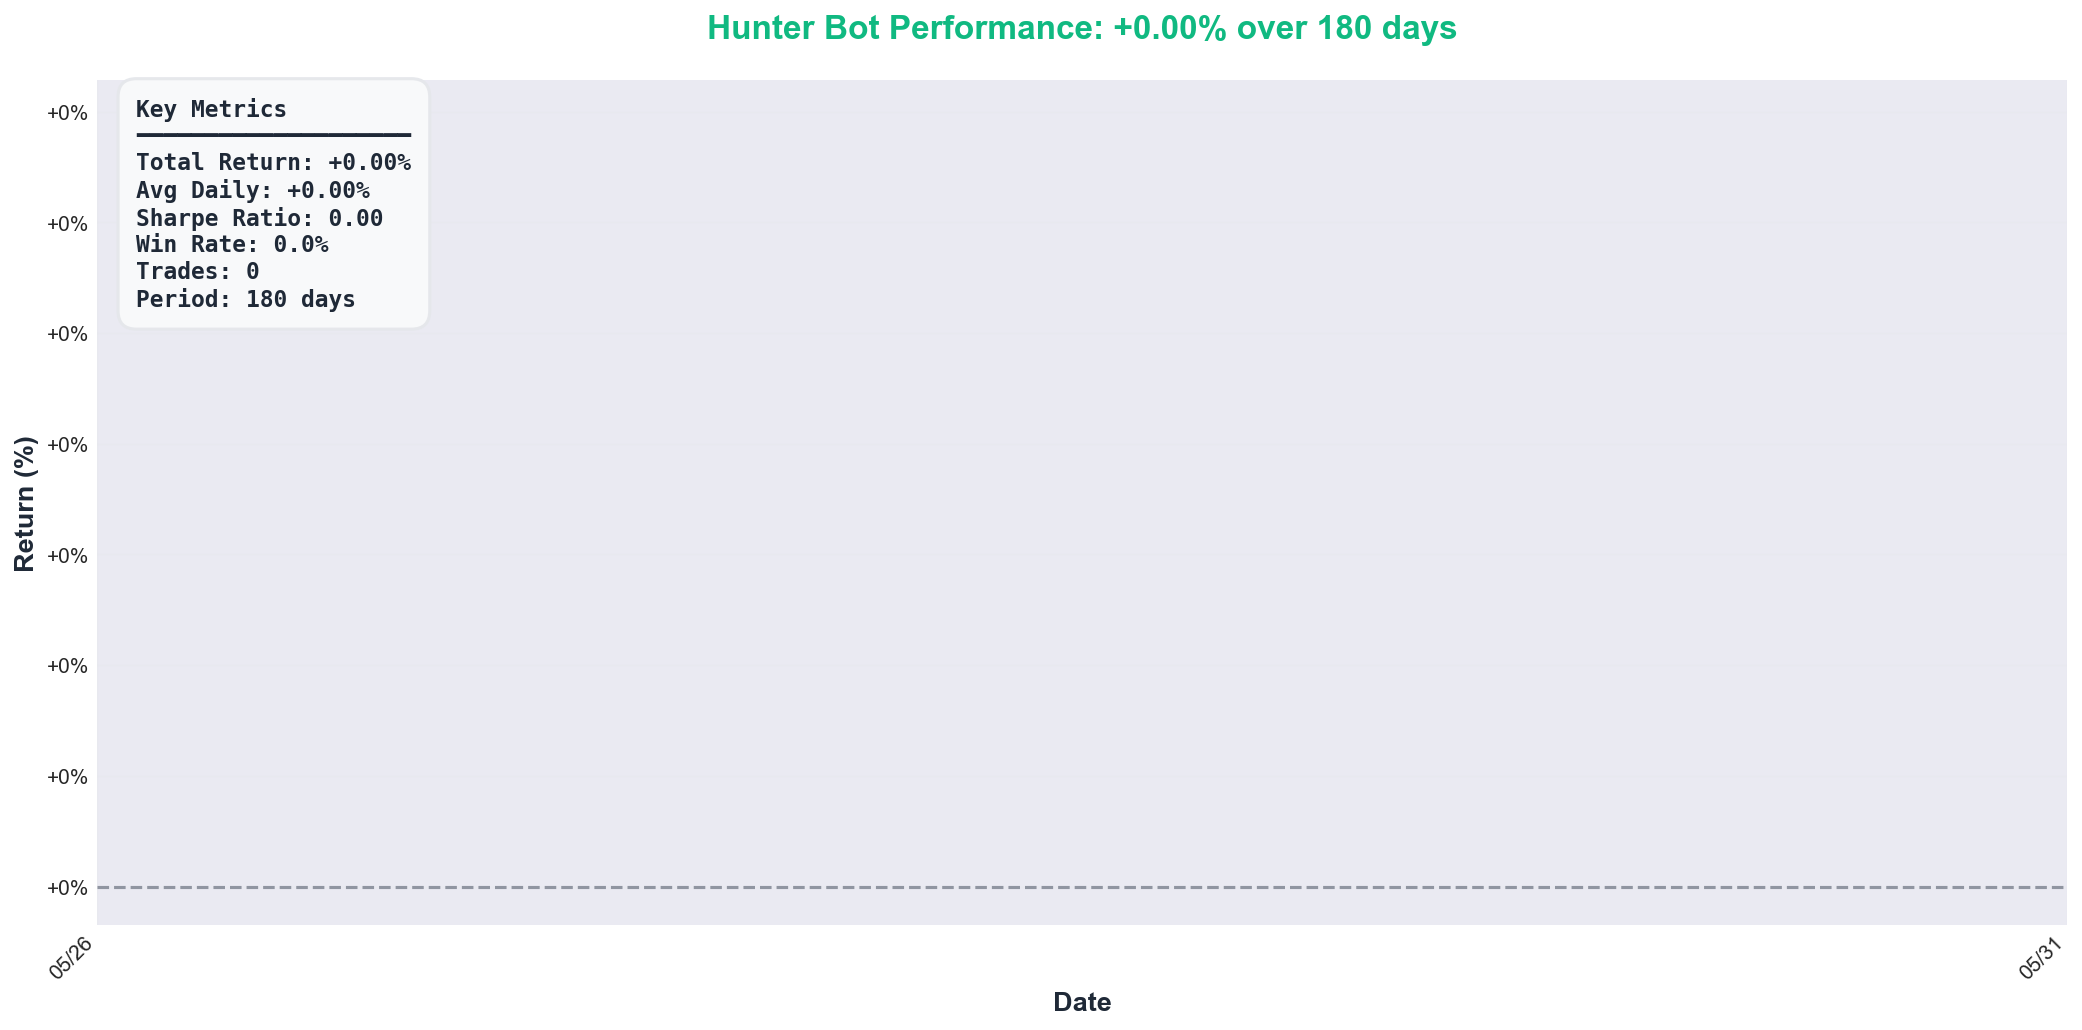 Hunter Bot Performance: +0.00% over 180 days
Key Metrics
Total Return: +0.00%
Avg Daily: +0.00%
Sharpe Ratio: 0.00
Win Rate: 0.0%
Trades: 0
Period: 180 days
Return (%)
+0%
+0%
+0%
+0%
+0%
+0%
+0%
+0%
05/26
05/31
Date